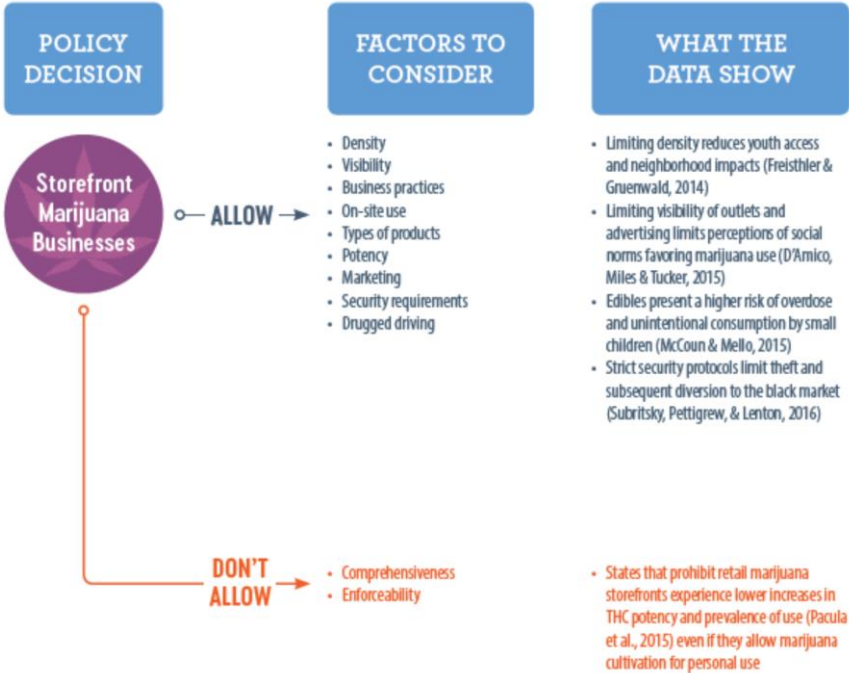 POLICY
DECISION
FACTORS TO
CONSIDER
WHAT THE
DATA SHOW
Storefront
Marijuana
Businesses
ALLOW
• Density
• Visibility
• Business practices
• On-site use
• Types of products
• Potency
• Marketing
• Security requirements
• Drugged driving
• Limiting density reduces youth access
and neighborhood impacts (Freisthler &
Gruenwald, 2014)
• Limiting visibility of outlets and
advertising limits perceptions of social
norms favoring marijuana use (D'Amico,
Miles & Tucker, 2015)
• Edibles present a higher risk of overdose
and unintentional consumption by small
children (McCoun & Mello, 2015)
• Strict security protocols limit theft and
subsequent diversion to the black market
(Subritsky, Pettigrew, & Lenton, 2016)
DON'T
ALLOW
• Comprehensiveness
• Enforceability
• States that prohibit retail marijuana
storefronts experience lower increases in
THC potency and prevalence of use (Pacula
et al., 2015) even if they allow marijuana
cultivation for personal use